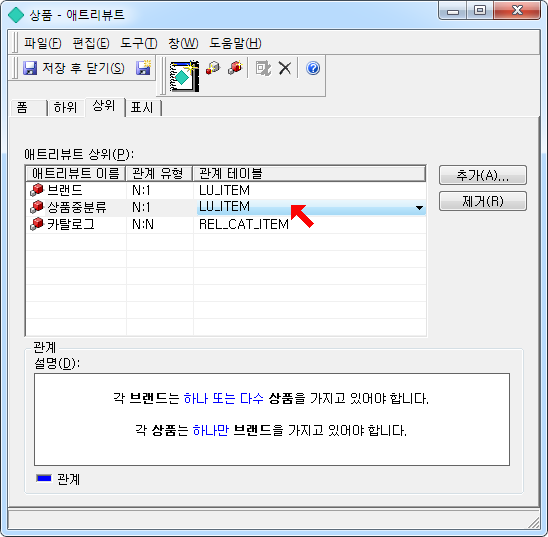 상품 - 애트리뷰트
파일(F) 편집(E) 도구(T) 창(W) 도움말(H)
저장 후 닫기(S)
폼 하위 상위 표시
애트리뷰트 상위(P):
애트리뷰트 이름 관계 유형 관계 테이블
브랜드 N:1 LU_ITEM
상품중분류 N:1 LU_ITEM
카탈로그 N:N REL_CAT_ITEM
추가(A)...
제거(R)
관계
설명(D):
각 브랜드는 하나 또는 다수 상품을 가지고 있어야 합니다.
각 상품는 하나만 브랜드을 가지고 있어야 합니다.
관계